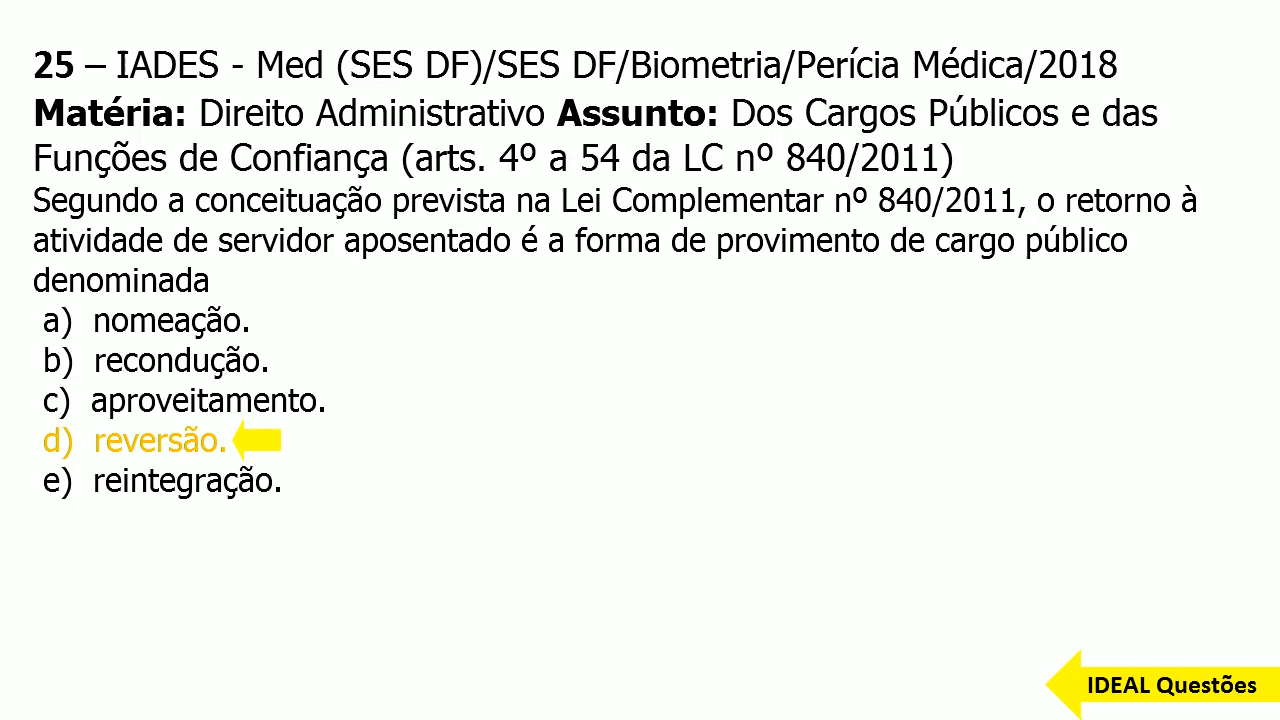 25 – IADES - Med (SES DF)/SES DF/Biometria/Perícia Médica/2018
Matéria: Direito Administrativo Assunto: Dos Cargos Públicos e das
Funções de Confiança (arts. 4º a 54 da LC nº 840/2011)
Segundo a conceituação prevista na Lei Complementar nº 840/2011, o retorno à
atividade de servidor aposentado é a forma de provimento de cargo público
denominada
a) nomeação.
b) recondução.
c) aproveitamento.
d) reversão.
e) reintegração.
IDEAL Questões